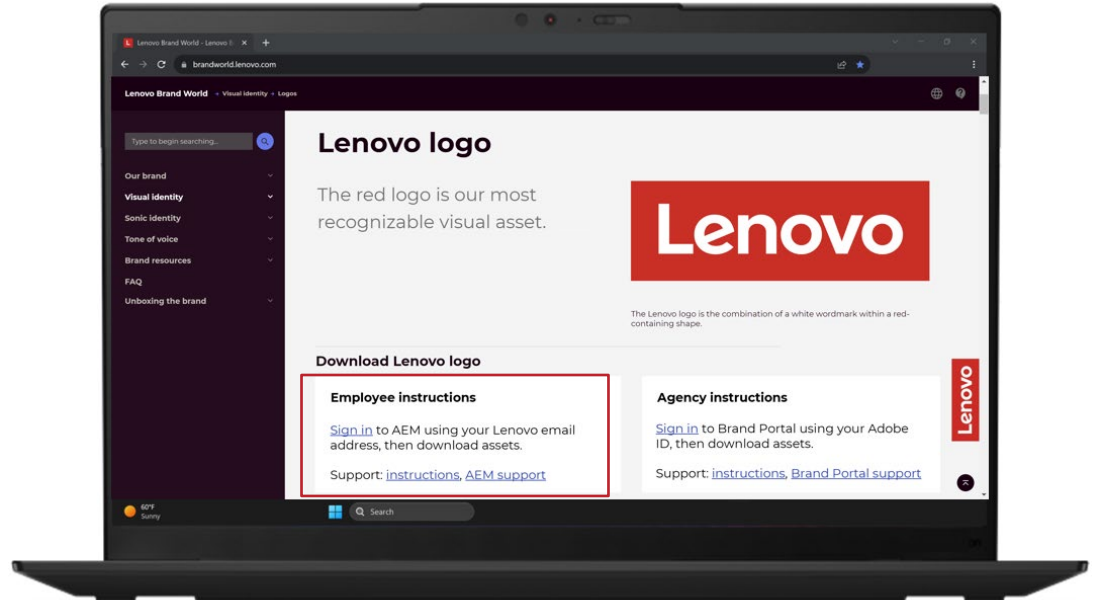 Lenovo Brand World - Lenovo B
brandworld.lenovo.com
Lenovo Brand World → Visual identity → Logos
Type to begin searching...
Our brand
Visual identity
Sonic identity
Tone of voice
Brand resources
FAQ
Unboxing the brand
Lenovo logo
The red logo is our most
recognizable visual asset.
Lenovo
The Lenovo logo is the combination of a white wordmark within a red-
containing shape.
Download Lenovo logo
Employee instructions
Sign in to AEM using your Lenovo email
address, then download assets.
Support: instructions, AEM support
Agency instructions
Sign in to Brand Portal using your Adobe
ID, then download assets.
Support: instructions, Brand Portal support
Lenovo
60°F
Sunny
Search